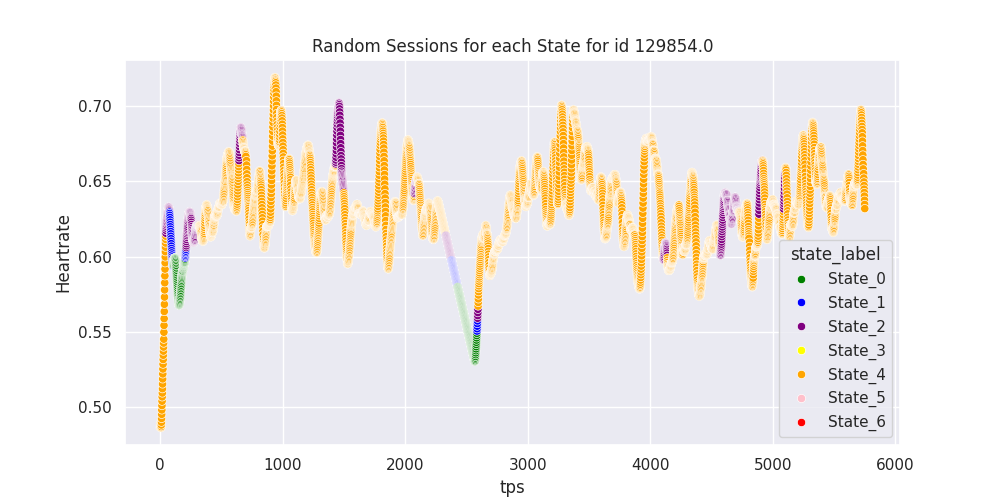 Random Sessions for each State for id 129854.0
Heartrate
0.70
0.65
0.60
0.55
0.50
state_label
State_0
State_1
State_2
State_3
State_4
State_5
State_6
0 1000 2000 3000 4000 5000 6000
tps